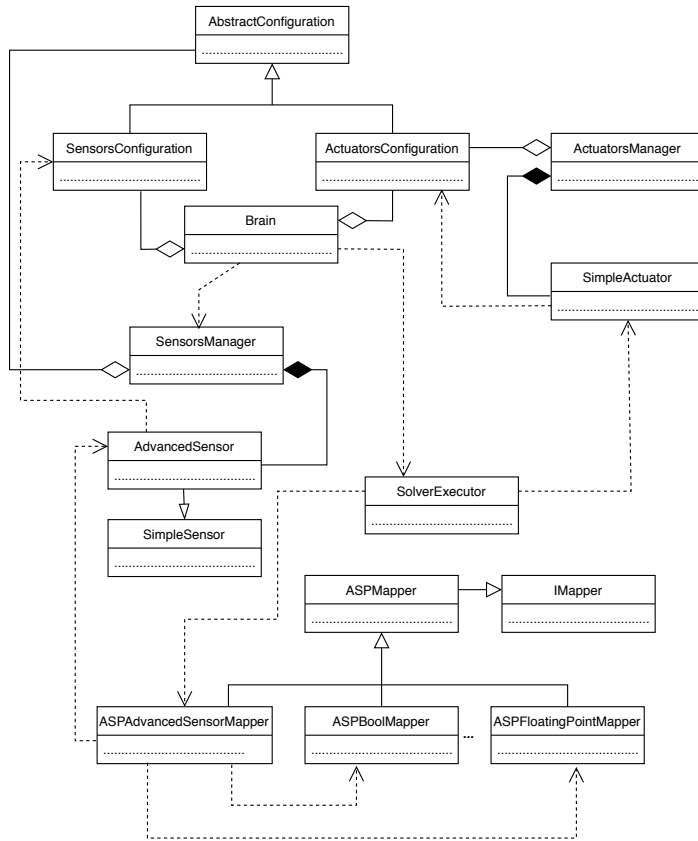 AbstractConfiguration
SensorsConfiguration
ActuatorsConfiguration
ActuatorsManager
Brain
SimpleActuator
SensorsManager
AdvancedSensor
SolverExecutor
SimpleSensor
ASPMapper
IMapper
ASPAdvancedSensorMapper
ASPBoolMapper
...
ASPFloatingPointMapper